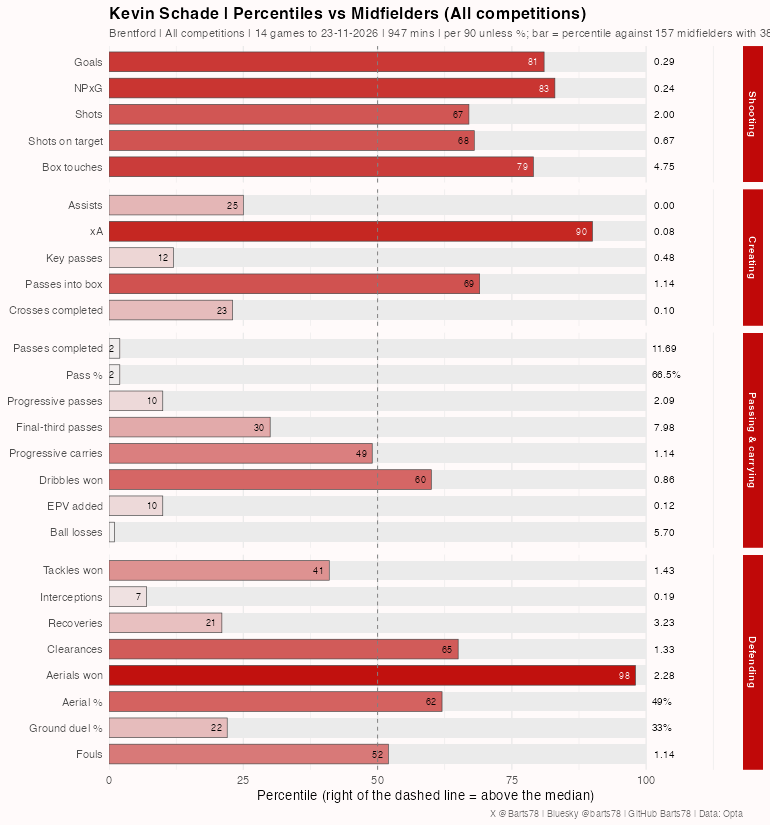 Kevin Schade | Percentiles vs Midfielders (All competitions)
Brentford | All competitions | 14 games to 23-11-2026 | 947 mins | per 90 unless %; bar = percentile against 157 midfielders with 38
Goals 81 0.29
NPxG 83 0.24
Shots 67 2.00
Shots on target 68 0.67
Box touches 79 4.75
Shooting
Assists 25 0.00
xA 90 0.08
Key passes 12 0.48
Passes into box 69 1.14
Crosses completed 23 0.10
Creating
Passes completed 2 11.69
Pass % 2 66.5%
Progressive passes 10 2.09
Final-third passes 30 7.98
Progressive carries 49 1.14
Dribbles won 60 0.86
EPV added 10 0.12
Ball losses 5.70
Passing & carrying
Tackles won 41 1.43
Interceptions 7 0.19
Recoveries 21 3.23
Clearances 65 1.33
Aerials won 98 2.28
Aerial % 62 49%
Ground duel % 22 33%
Fouls 52 1.14
Defending
0 25 50 75 100
Percentile (right of the dashed line = above the median)
X @Barts78 | Bluesky @barts78 | GitHub Barts78 | Data: Opta